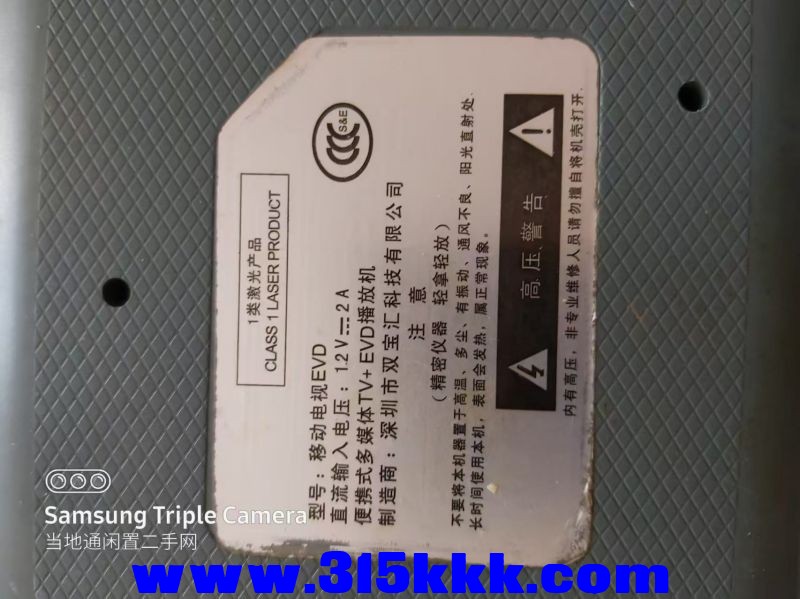 S&E
1类激光产品
CLASS 1 LASER PRODUCT
型号：移动电视EVD
直流输入电压：12V 2A
便携式多媒体TV+EVD播放机
制造商：深圳市双宝汇科技有限公司
注 意
（精密仪器 轻拿轻放）
不要将本机器置于高温、多尘、有振动、通风不良、阳光直射处.
长时间使用本机，表面会发热，属正常现象。
高压警告
内有高压，非专业维修人员请勿擅自将机壳打开.
Samsung Triple Camera
当地通闲置二手网
www.315kkk.com